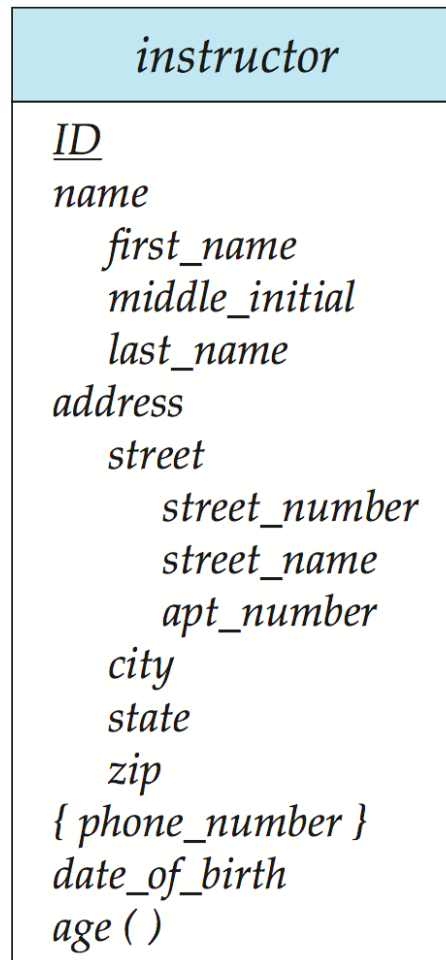 instructor
ID
name
first_name
middle_initial
last_name
address
street
street_number
street_name
apt_number
city
state
zip
{ phone_number }
date_of_birth
age ( )